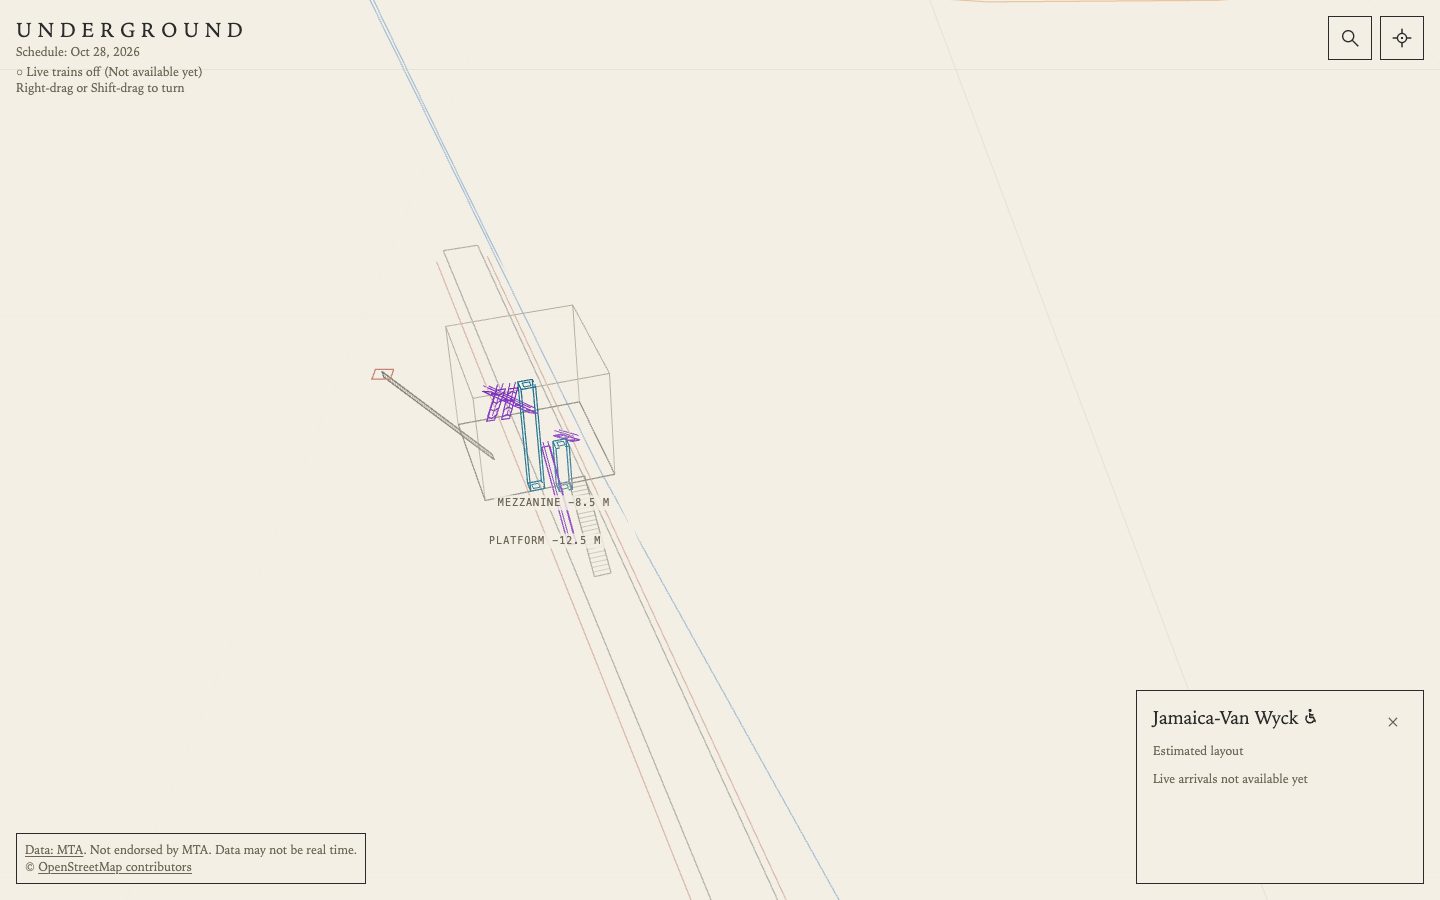 UNDERGROUND
Schedule: Oct 28, 2026
○ Live trains off (Not available yet)
Right-drag or Shift-drag to turn
MEZZANINE -8.5 M
PLATFORM -12.5 M
Jamaica-Van Wyck ♿
×
Estimated layout
Live arrivals not available yet
Data: MTA. Not endorsed by MTA. Data may not be real time.
© OpenStreetMap contributors